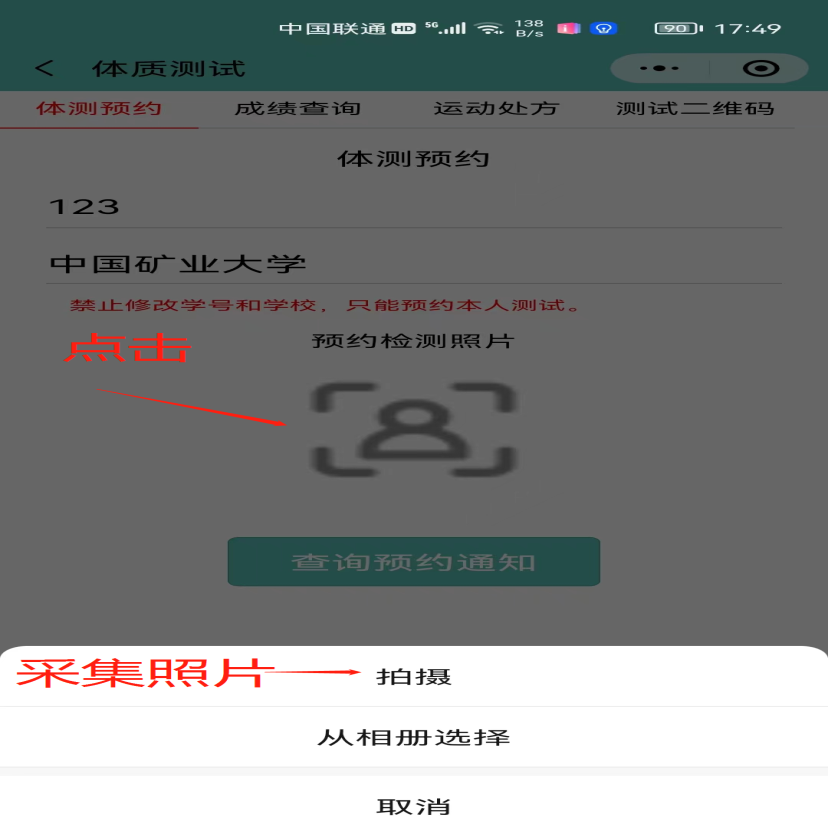 中国联通 HD 5G 138 B/s 90 17:49
< 体质测试
体测预约 成绩查询 运动处方 测试二维码
体测预约
123
中国矿业大学
禁止修改学号和学校，只能预约本人测试。
点击
预约检测照片
查询预约通知
采集照片
拍摄
从相册选择
取消